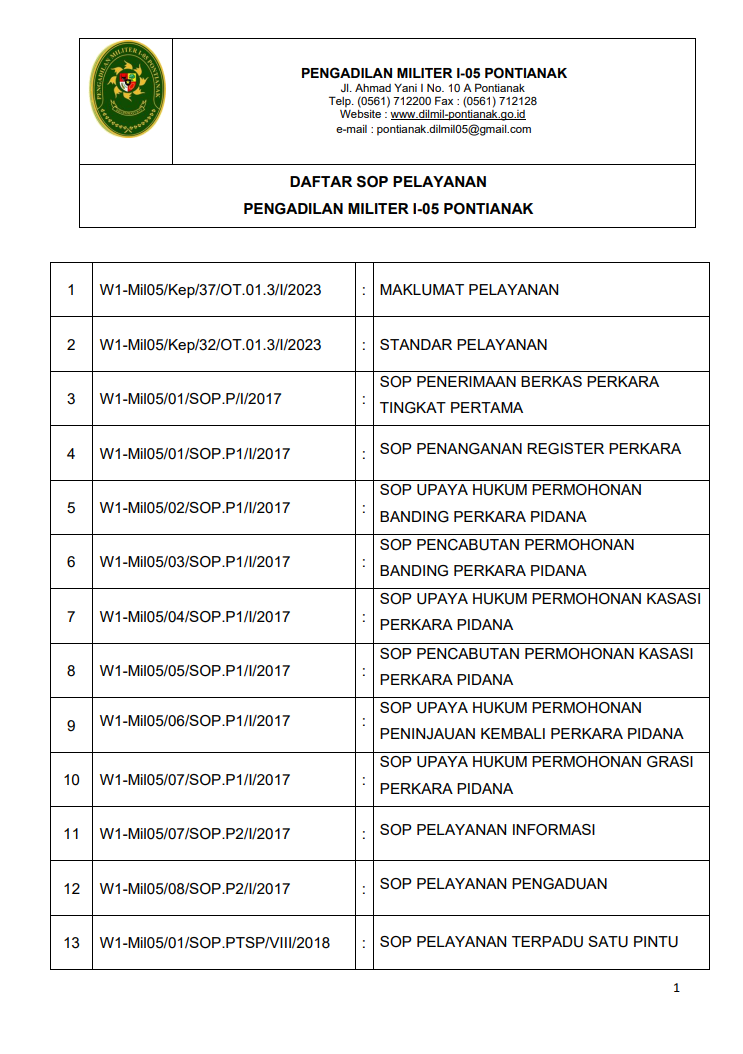 PENGADILAN MILITER I-05 PONTIANAK
PENGADILAN MILITER I-05 PONTIANAK
Jl. Ahmad Yani I No. 10 A Pontianak
Telp. (0561) 712200 Fax : (0561) 712128
Website : www.dilmil-pontianak.go.id
e-mail : pontianak.dilmil05@gmail.com
DAFTAR SOP PELAYANAN
PENGADILAN MILITER I-05 PONTIANAK
1 W1-Mil05/Kep/37/OT.01.3/I/2023 : MAKLUMAT PELAYANAN
2 W1-Mil05/Kep/32/OT.01.3/I/2023 : STANDAR PELAYANAN
3 W1-Mil05/01/SOP.P/I/2017 : SOP PENERIMAAN BERKAS PERKARA
TINGKAT PERTAMA
4 W1-Mil05/01/SOP.P1/I/2017 : SOP PENANGANAN REGISTER PERKARA
5 W1-Mil05/02/SOP.P1/I/2017 : SOP UPAYA HUKUM PERMOHONAN
BANDING PERKARA PIDANA
6 W1-Mil05/03/SOP.P1/I/2017 : SOP PENCABUTAN PERMOHONAN
BANDING PERKARA PIDANA
7 W1-Mil05/04/SOP.P1/I/2017 : SOP UPAYA HUKUM PERMOHONAN KASASI
PERKARA PIDANA
8 W1-Mil05/05/SOP.P1/I/2017 : SOP PENCABUTAN PERMOHONAN KASASI
PERKARA PIDANA
9 W1-Mil05/06/SOP.P1/I/2017 : SOP UPAYA HUKUM PERMOHONAN
PENINJAUAN KEMBALI PERKARA PIDANA
10 W1-Mil05/07/SOP.P1/I/2017 : SOP UPAYA HUKUM PERMOHONAN GRASI
PERKARA PIDANA
11 W1-Mil05/07/SOP.P2/I/2017 : SOP PELAYANAN INFORMASI
12 W1-Mil05/08/SOP.P2/I/2017 : SOP PELAYANAN PENGADUAN
13 W1-Mil05/01/SOP.PTSP/VIII/2018 : SOP PELAYANAN TERPADU SATU PINTU
1